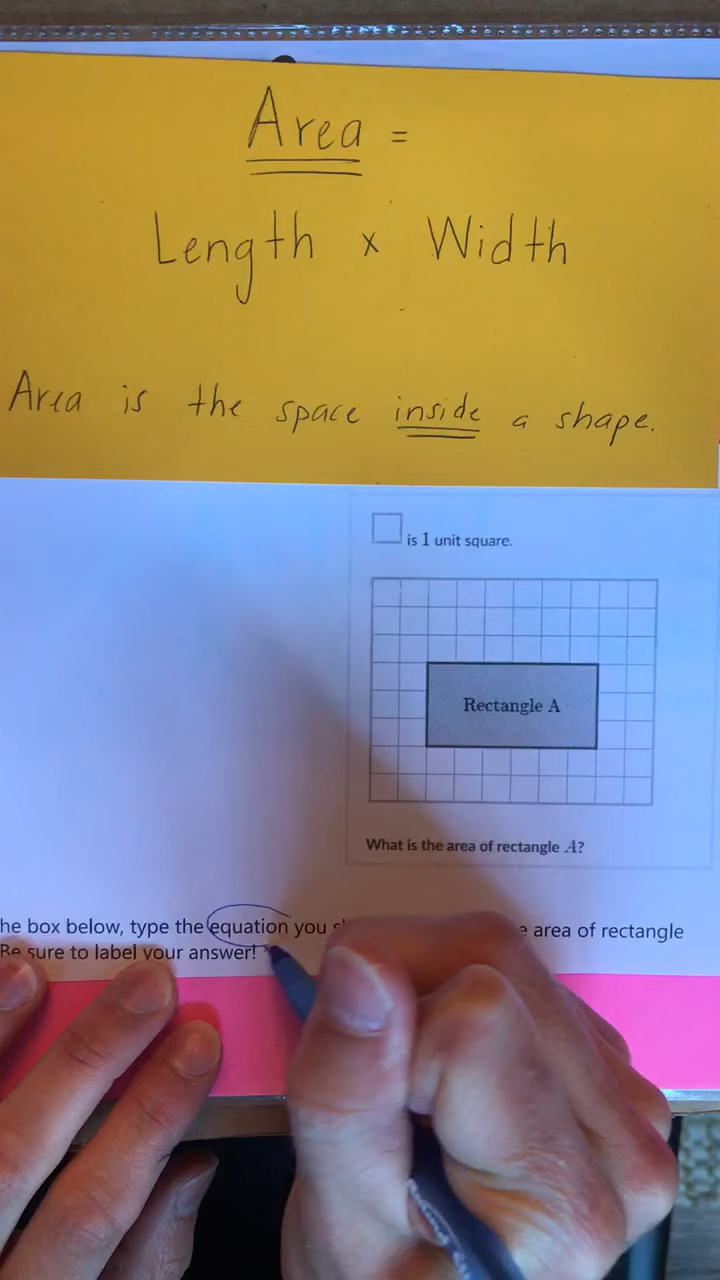 Area =
Length x Width
Area is the space inside a shape.
is 1 unit square.
Rectangle A
What is the area of rectangle A?
he box below, type the equation you area of rectangle
Be sure to label your answer!